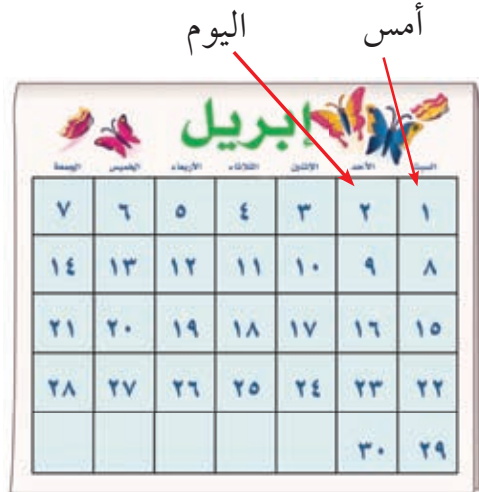 أمس اليوم
إبريل
السبت الأحد الإثنين الثلاثاء الأربعاء الخميس الجمعة
١ ٢ ٣ ٤ ٥ ٦ ٧
٨ ٩ ١٠ ١١ ١٢ ١٣ ١٤
١٥ ١٦ ١٧ ١٨ ١٩ ٢٠ ٢١
٢٢ ٢٣ ٢٤ ٢٥ ٢٦ ٢٧ ٢٨
٢٩ ٣٠